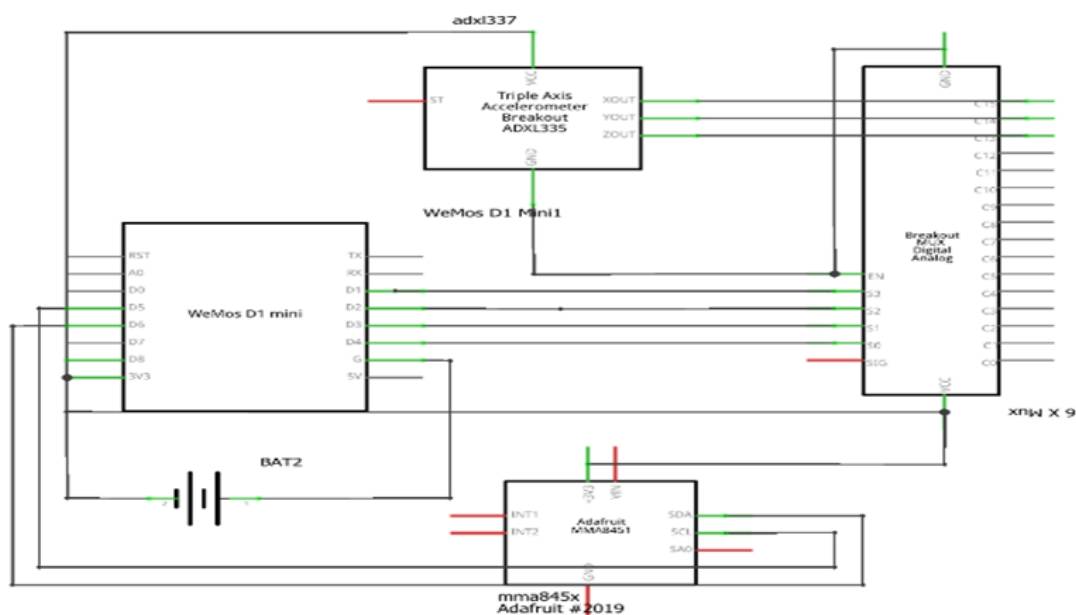 adxl337
VCC
ST
Triple Axis
Accelerometer
Breakout
ADXL335
XOUT
YOUT
ZOUT
GND
WeMos D1 Mini1
GND
C15
C14
C13
C12
C11
C10
C9
C8
C7
C6
C5
C4
C3
C2
C1
C0
Breakout
MUX
Digital
Analog
EN
S3
S2
S1
S0
SIG
VCC
6 X Mux
RST
A0
D0
D5
D6
D7
D8
3V3
WeMos D1 mini
TX
RX
D1
D2
D3
D4
G
5V
BAT2
+3V3
VIN
INT1
INT2
Adafruit
MMA8451
SDA
SCL
SA0
GND
mma845x
Adafruit #2019